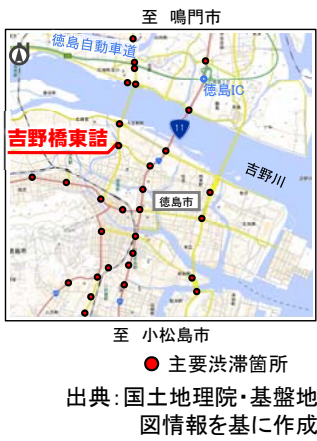 至 鳴門市
徳島自動車道
徳島IC
11
吉野橋東詰
吉野川
徳島市
至 小松島市
主要渋滞箇所
出典：国土地理院・基盤地
図情報を基に作成